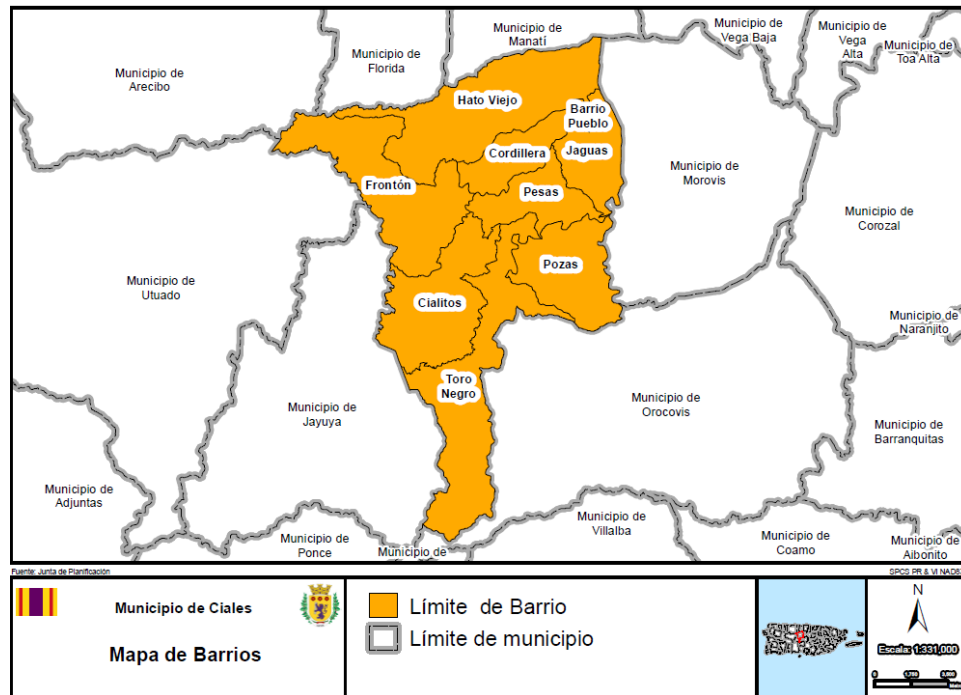 Municipio de
Manatí
Municipio de
Vega Baja
Municipio de
Vega
Alta
Municipio de
Toa Alta
Municipio de
Arecibo
Municipio de
Florida
Hato Viejo
Barrio
Pueblo
Cordillera
Jaguas
Frontón
Pesas
Municipio de
Morovis
Municipio de
Corozal
Pozas
Municipio de
Utuado
Cialitos
Municipio de
Naranjito
Toro
Negro
Municipio de
Jayuya
Municipio de
Orocovis
Municipio de
Barranquitas
Municipio de
Adjuntas
Municipio de
Ponce
Municipio de
Municipio de
Villalba
Municipio de
Coamo
Municipio de
Aibonito
Fuente: Junta de Planificación
SPCS PR & VI NAD83
Municipio de Ciales
Mapa de Barrios
Límite de Barrio
Límite de municipio
N
Escala: 1:331,000
0